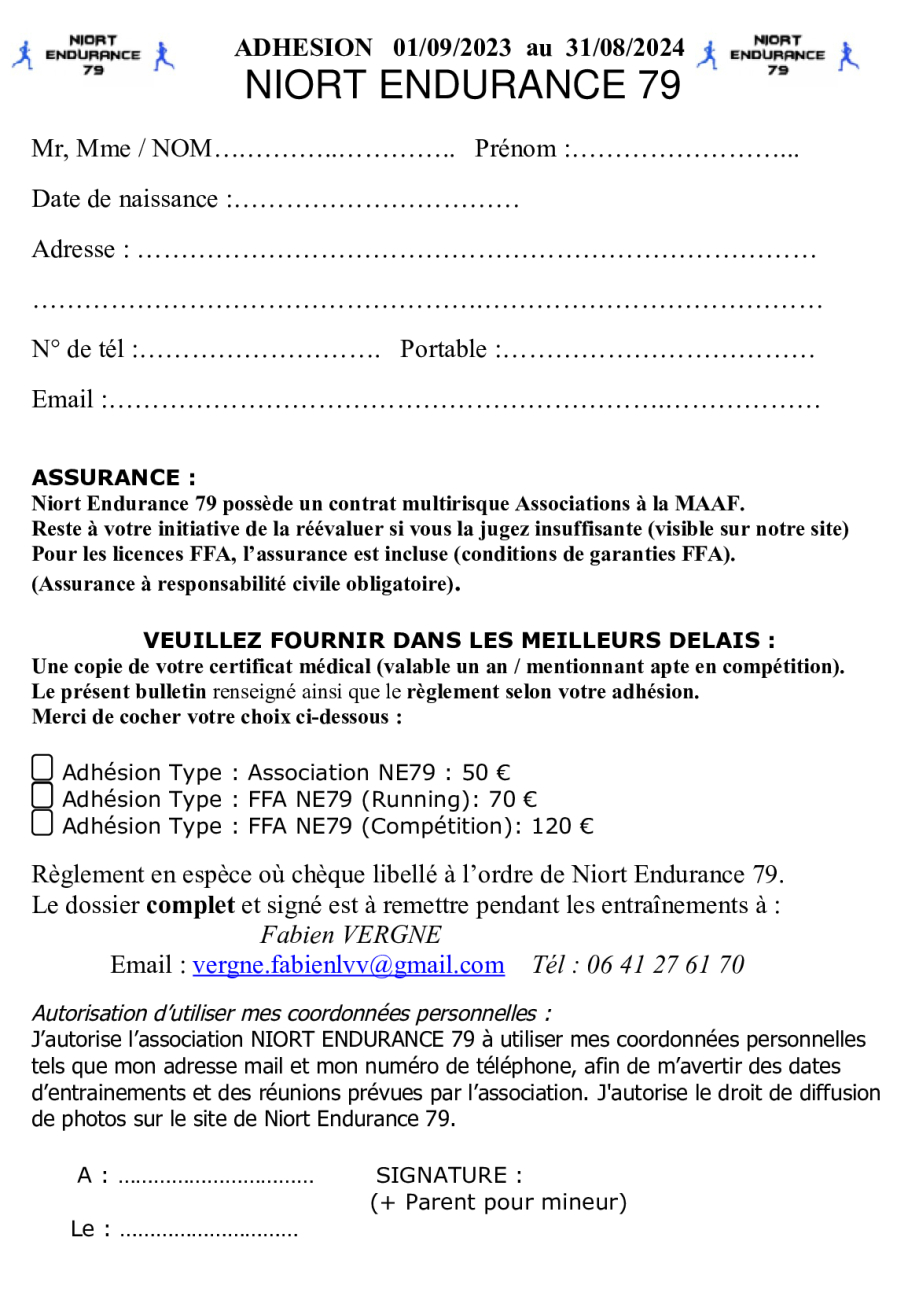 NIORT
ENDURANCE
79
ADHESION 01/09/2023 au 31/08/2024
NIORT ENDURANCE 79
NIORT
ENDURANCE
79
Mr, Mme / NOM………………………….. Prénom :……………………...
Date de naissance :……………………………
Adresse : ……………………………………………………………………
…………………………………………….…………………………………
N° de tél :………………………. Portable :………………………………
Email :……………………………………………………….………………
ASSURANCE :
Niort Endurance 79 possède un contrat multirisque Associations à la MAAF.
Reste à votre initiative de la réévaluer si vous la jugez insuffisante (visible sur notre site)
Pour les licences FFA, l’assurance est incluse (conditions de garanties FFA).
(Assurance à responsabilité civile obligatoire).
VEUILLEZ FOURNIR DANS LES MEILLEURS DELAIS :
Une copie de votre certificat médical (valable un an / mentionnant apte en compétition).
Le présent bulletin renseigné ainsi que le règlement selon votre adhésion.
Merci de cocher votre choix ci-dessous :
Adhésion Type : Association NE79 : 50 €
Adhésion Type : FFA NE79 (Running): 70 €
Adhésion Type : FFA NE79 (Compétition): 120 €
Règlement en espèce où chèque libellé à l’ordre de Niort Endurance 79.
Le dossier complet et signé est à remettre pendant les entraînements à :
Fabien VERGNE
Email : vergne.fabienlvv@gmail.com Tél : 06 41 27 61 70
Autorisation d’utiliser mes coordonnées personnelles :
J’autorise l’association NIORT ENDURANCE 79 à utiliser mes coordonnées personnelles
tels que mon adresse mail et mon numéro de téléphone, afin de m’avertir des dates
d’entrainements et des réunions prévues par l’association. J'autorise le droit de diffusion
de photos sur le site de Niort Endurance 79.
A : …………………………… SIGNATURE :
(+ Parent pour mineur)
Le : …………………………